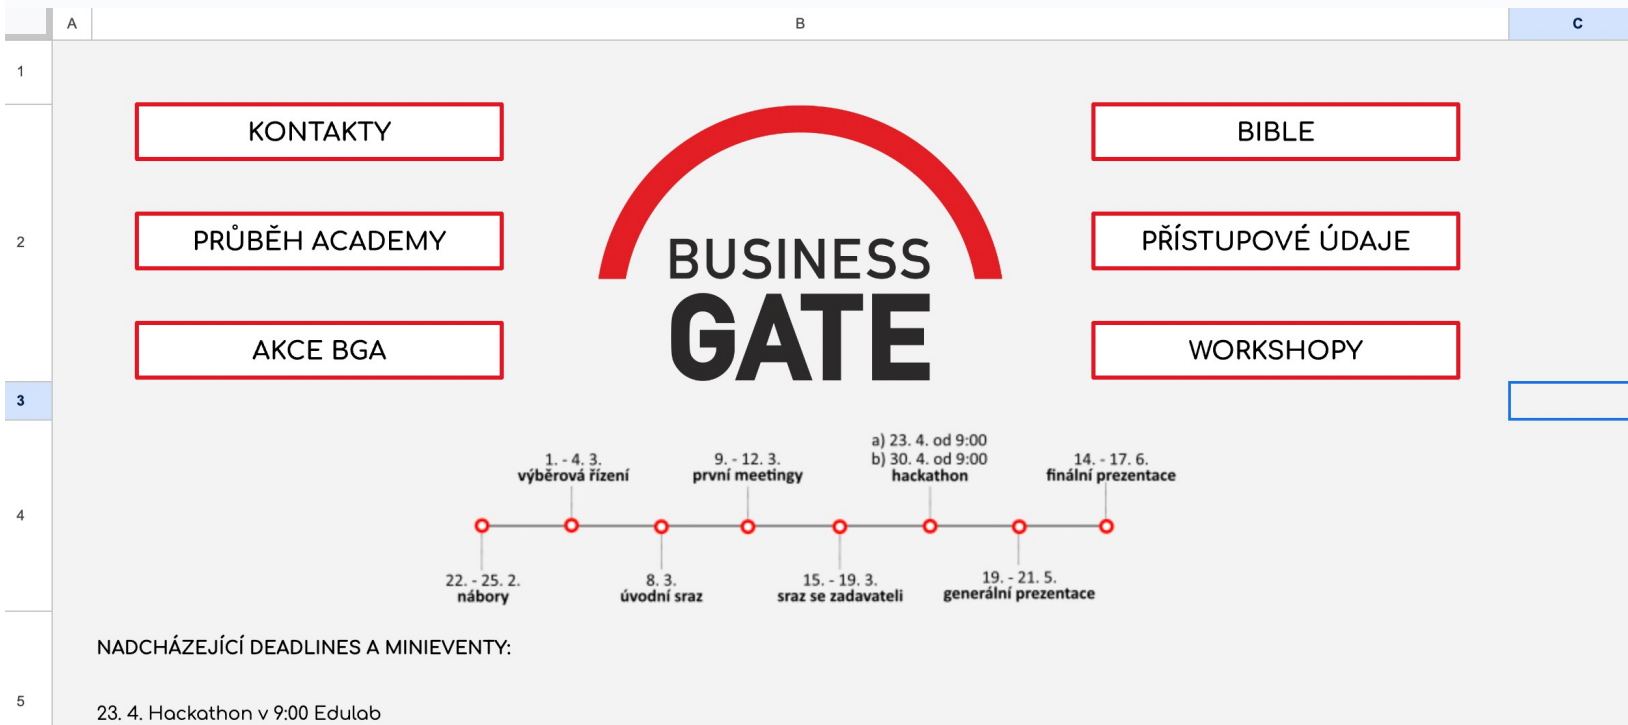 A B C
1
KONTAKTY
BIBLE
2
PRŮBĚH ACADEMY
PŘÍSTUPOVÉ ÚDAJE
AKCE BGA
WORKSHOPY
BUSINESS
GATE
3
4
a) 23. 4. od 9:00
b) 30. 4. od 9:00
hackathon
1. - 4. 3.
výběrová řízení
9. - 12. 3.
první meetingy
14. - 17. 6.
finální prezentace
22. - 25. 2.
nábory
8. 3.
úvodní sraz
15. - 19. 3.
sraz se zadavateli
19. - 21. 5.
generální prezentace
NADCHÁZEJÍCÍ DEADLINES A MINIEVENTY:
5
23. 4. Hackathon v 9:00 Edulab